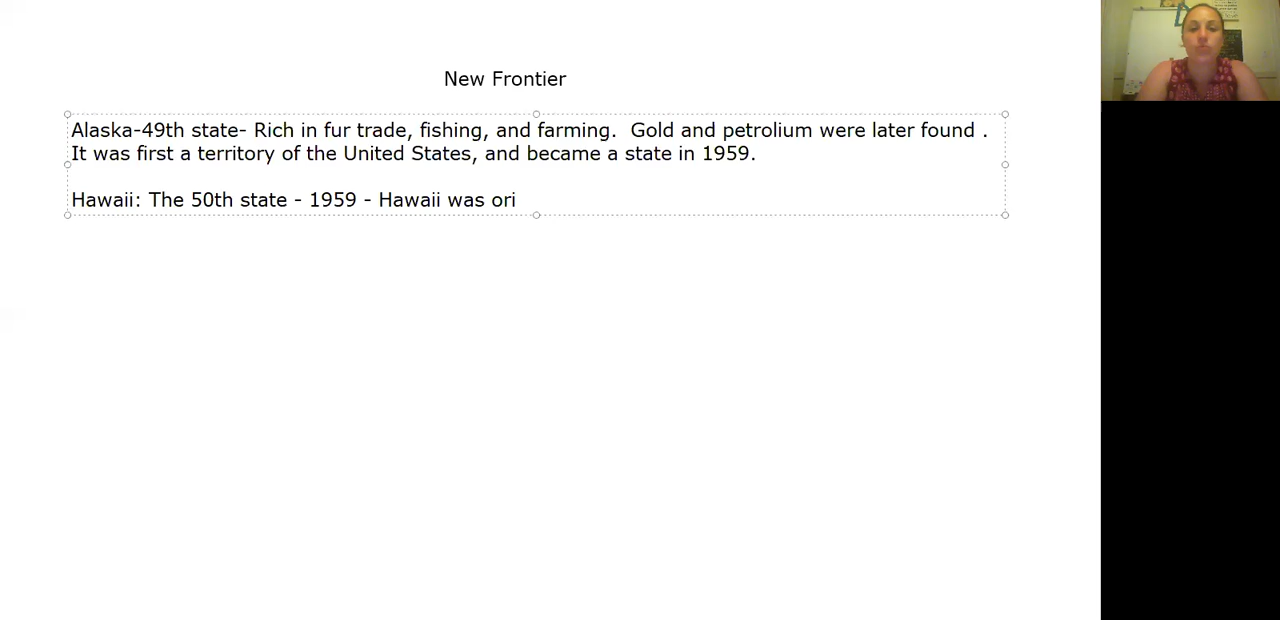 New Frontier
Alaska-49th state- Rich in fur trade, fishing, and farming.  Gold and petrolium were later found .
It was first a territory of the United States, and became a state in 1959.
Hawaii: The 50th state - 1959 - Hawaii was ori